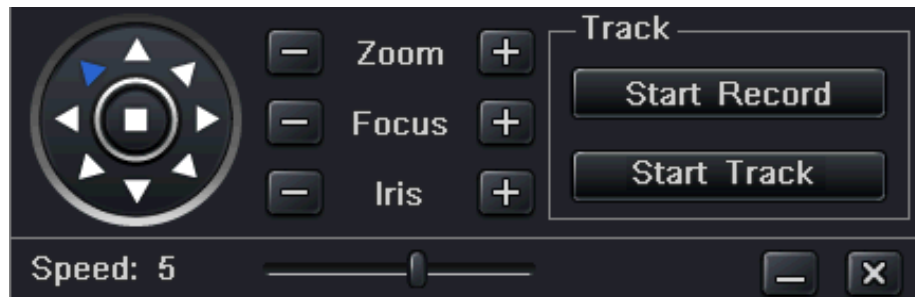 Track
Zoom
Start Record
Focus
Start Track
Iris
Speed: 5